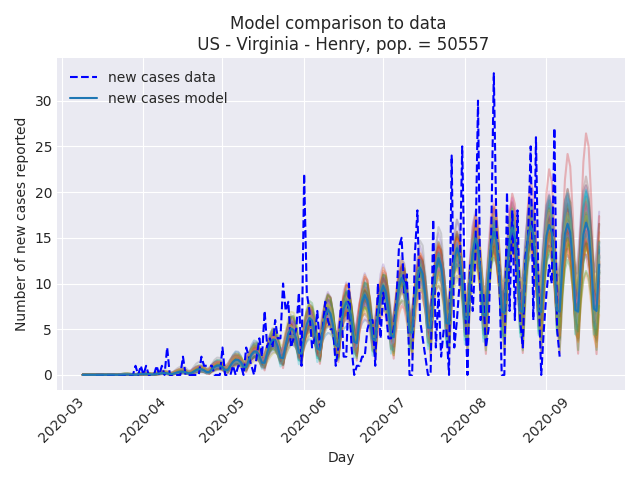 Model comparison to data
US - Virginia - Henry, pop. = 50557
new cases data
new cases model
Number of new cases reported
30
25
20
15
10
5
0
2020-03
2020-04
2020-05
2020-06
2020-07
2020-08
2020-09
Day